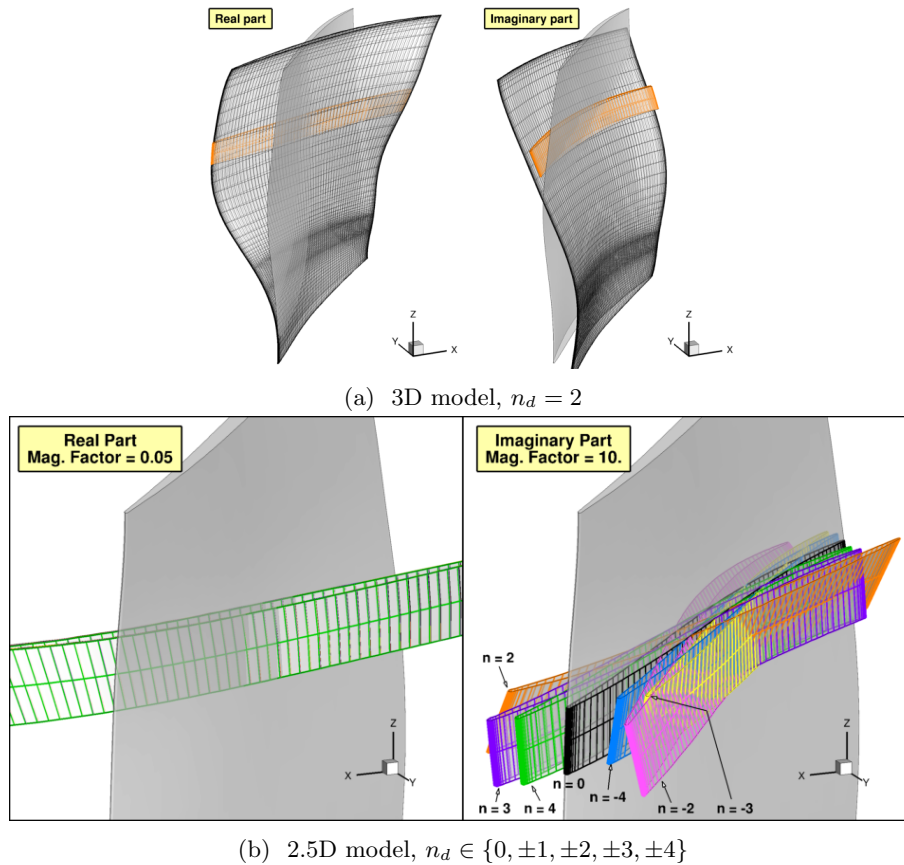 Real part
Imaginary part
Z
Y
X
Z
Y
X
(a) 3D model, n_d = 2
Real Part
Mag. Factor = 0.05
Imaginary Part
Mag. Factor = 10.
n = 2
Z
X
Y
Z
X
Y
n = 3
n = 4
n = 0
n = -4
n = -2
n = -3
(b) 2.5D model, n_d ∈ {0, ±1, ±2, ±3, ±4}